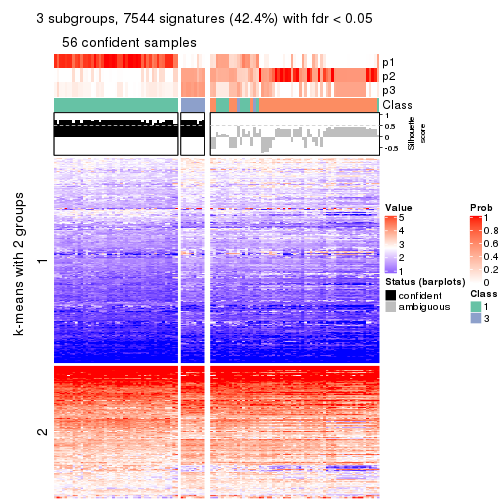 3 subgroups, 7544 signatures (42.4%) with fdr < 0.05
56 confident samples
p1
p2
p3
Class
1
0.5
0
-0.5
Silhouette
score
k-means with 2 groups
1
2
Value
5
4
3
2
1
Status (barplots)
confident
ambiguous
Prob
1
0.8
0.6
0.4
0.2
0
Class
1
3